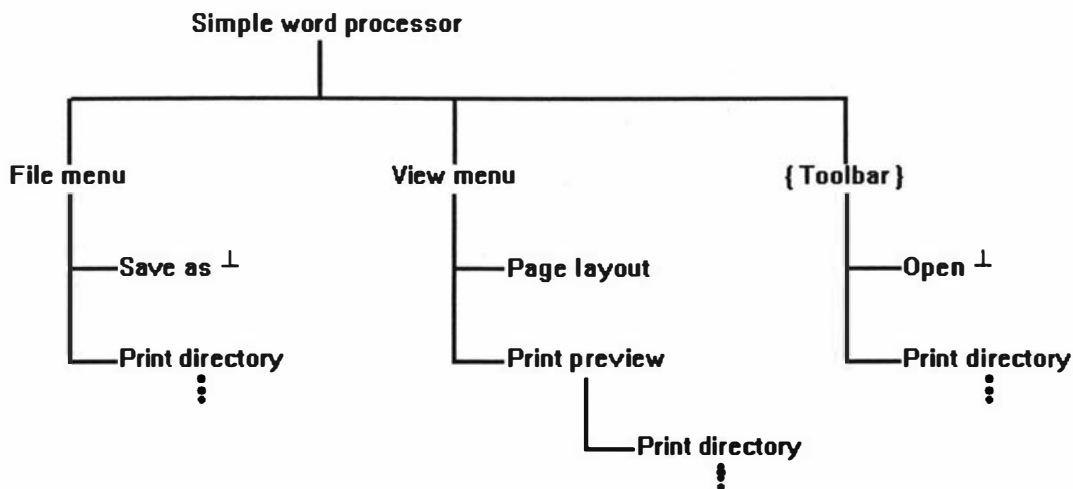 Simple word processor
File menu View menu {Toolbar}
Save as ⊥ Page layout Open ⊥
Print directory Print preview Print directory
Print directory